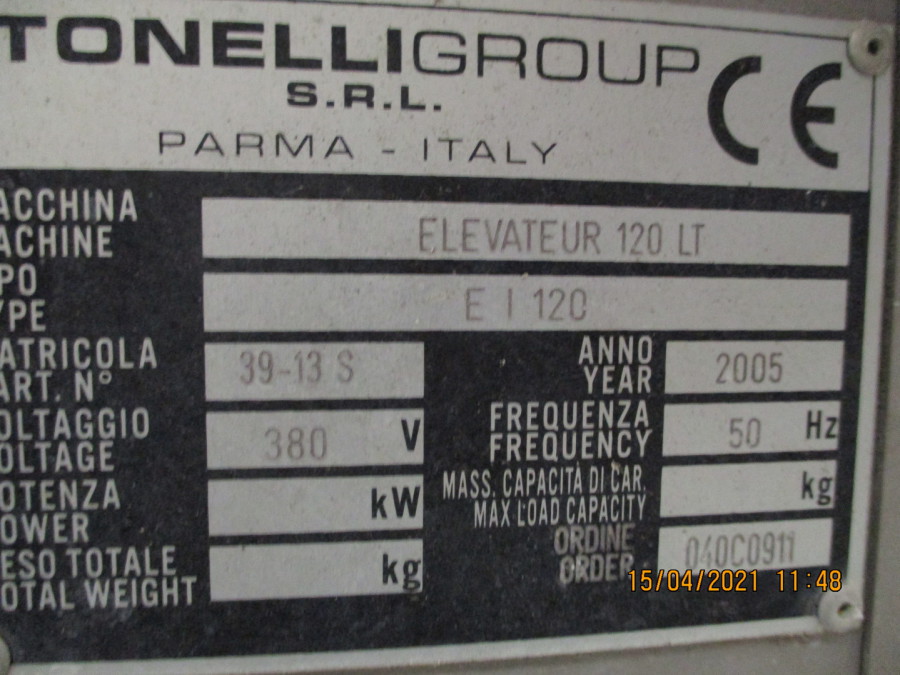 TONELLIGROUP
S.R.L.
CE
PARMA - ITALY
ACCHINA
ACHINE
ELEVATEUR 120 LT
PO
YPE
E I 120
ATRICOLA
ART. N°
39-13 S
ANNO
YEAR
2005
OLTAGGIO
OLTAGE
380 V
FREQUENZA
FREQUENCY
50 Hz
OTENZA
OWER
kW
MASS. CAPACITÀ DI CAR.
MAX LOAD CAPACITY
kg
ESO TOTALE
OTAL WEIGHT
kg
ORDINE
ORDER
040C0911
15/04/2021 11:48